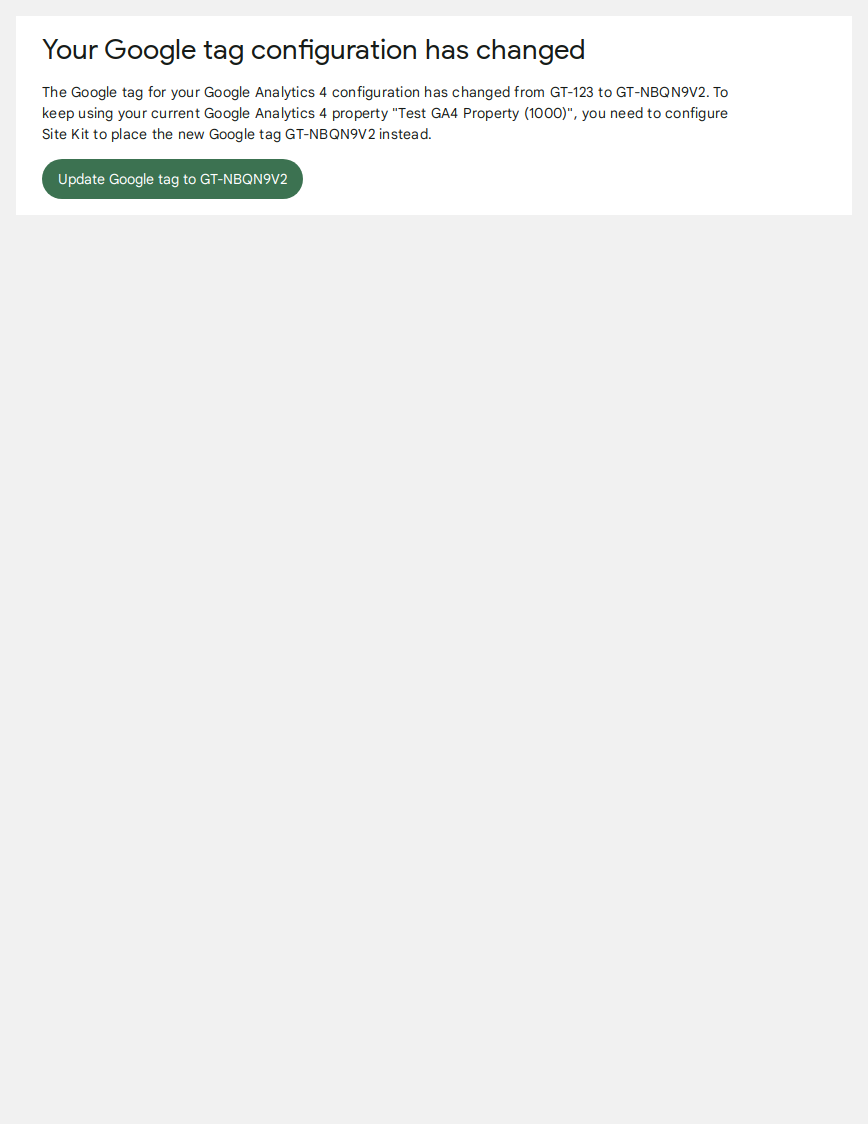 Your Google tag configuration has changed
The Google tag for your Google Analytics 4 configuration has changed from GT-123 to GT-NBQN9V2. To
keep using your current Google Analytics 4 property "Test GA4 Property (1000)", you need to configure
Site Kit to place the new Google tag GT-NBQN9V2 instead.
Update Google tag to GT-NBQN9V2